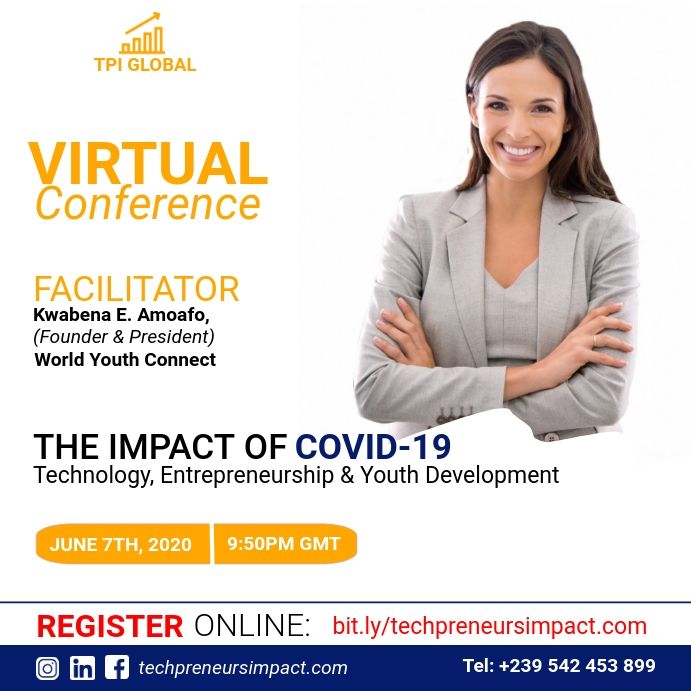 TPI GLOBAL
VIRTUAL
Conference
FACILITATOR
Kwabena E. Amoafo,
(Founder & President)
World Youth Connect
THE IMPACT OF COVID-19
Technology, Entrepreneurship & Youth Development
JUNE 7TH, 2020 9:50PM GMT
REGISTER ONLINE: bit.ly/techpreneursimpact.com
techpreneursimpact.com Tel: +239 542 453 899